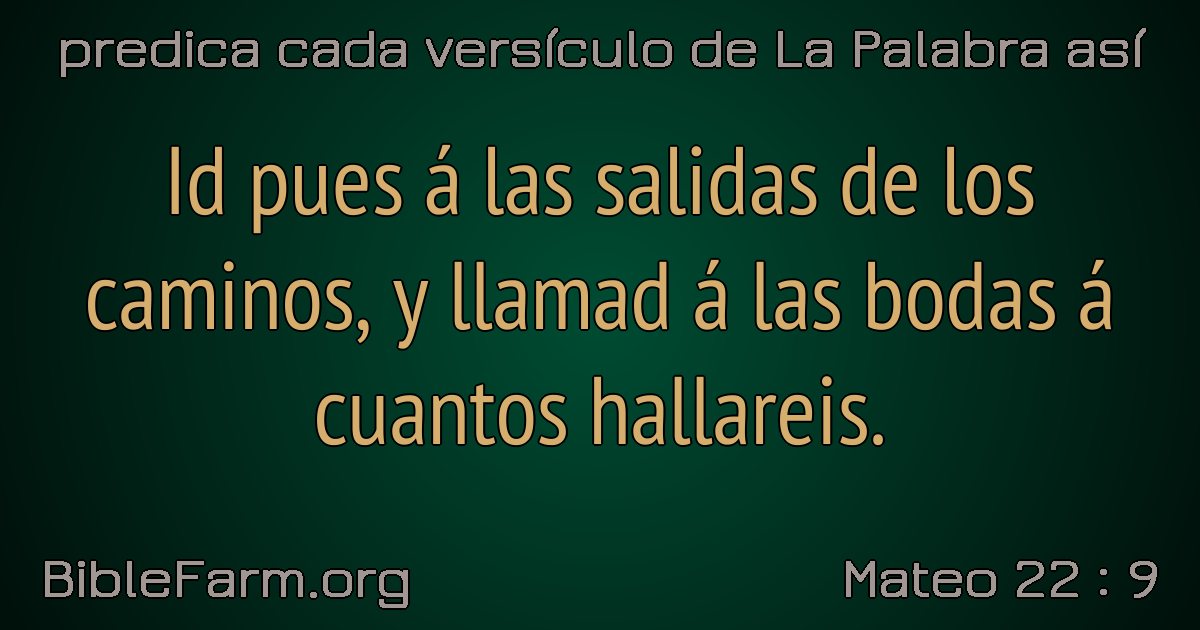 predica cada versículo de La Palabra así
Id pues á las salidas de los
caminos, y llamad á las bodas á
cuantos hallareis.
BibleFarm.org
Mateo 22 : 9